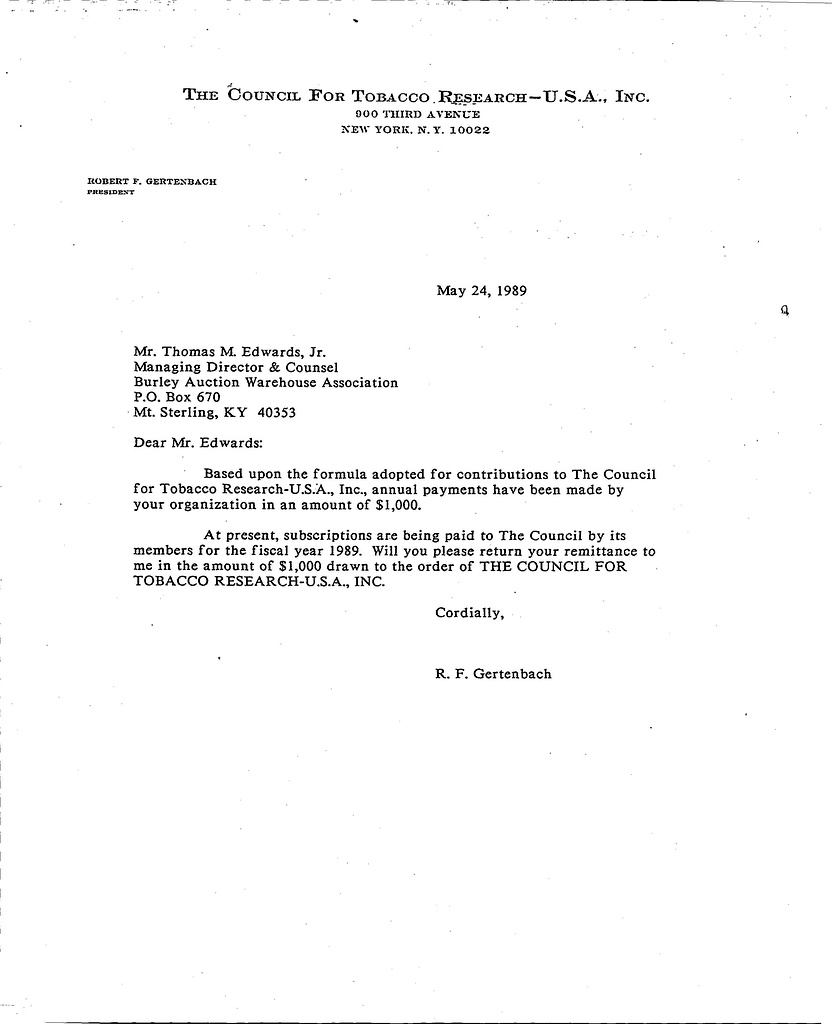 THE COUNCIL FOR TOBACCO RESEARCH—U.S.A., INC.
900 THIRD AVENUE
NEW YORK, N.Y. 10022
ROBERT F. GERTENBACH
PRESIDENT
May 24, 1989
Mr. Thomas M. Edwards, Jr.
Managing Director & Counsel
Burley Auction Warehouse Association
P.O. Box 670
Mt. Sterling, KY 40353
Dear Mr. Edwards:
Based upon the formula adopted for contributions to The Council
for Tobacco Research-U.S.A., Inc., annual payments have been made by
your organization in an amount of $1,000.
At present, subscriptions are being paid to The Council by its
members for the fiscal year 1989. Will you please return your remittance to
me in the amount of $1,000 drawn to the order of THE COUNCIL FOR
TOBACCO RESEARCH-U.S.A., INC.
Cordially,
R. F. Gertenbach